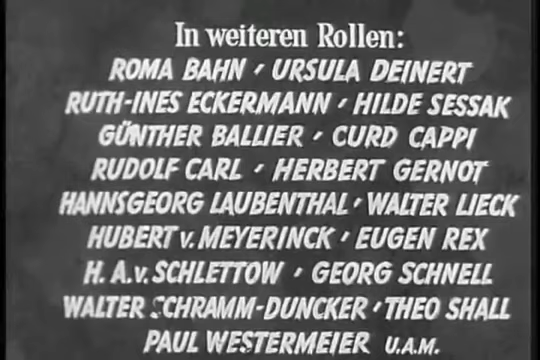 In weiteren Rollen:
ROMA BAHN ' URSULA DEINERT
RUTH-INES ECKERMANN ' HILDE SESSAK
GÜNTHER BALLIER ' CURD CAPPI
RUDOLF CARL ' HERBERT GERNOT
HANNSGEORG LAUBENTHAL ' WALTER LIECK
HUBERT v. MEYERINCK ' EUGEN REX
H. A. v. SCHLETTOW ' GEORG SCHNELL
WALTER SCHRAMM-DUNCKER ' THEO SHALL
PAUL WESTERMEIER U.A.M.